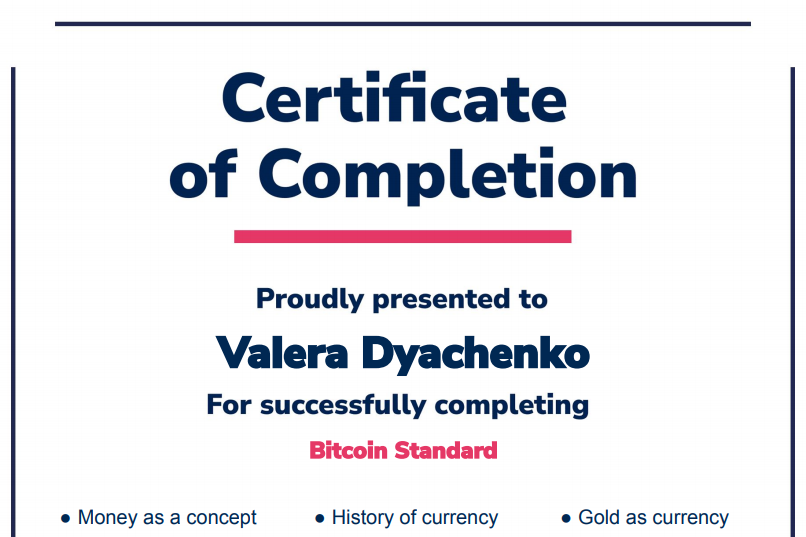 Certificate
of Completion
Proudly presented to
Valera Dyachenko
For successfully completing
Bitcoin Standard
● Money as a concept ● History of currency ● Gold as currency